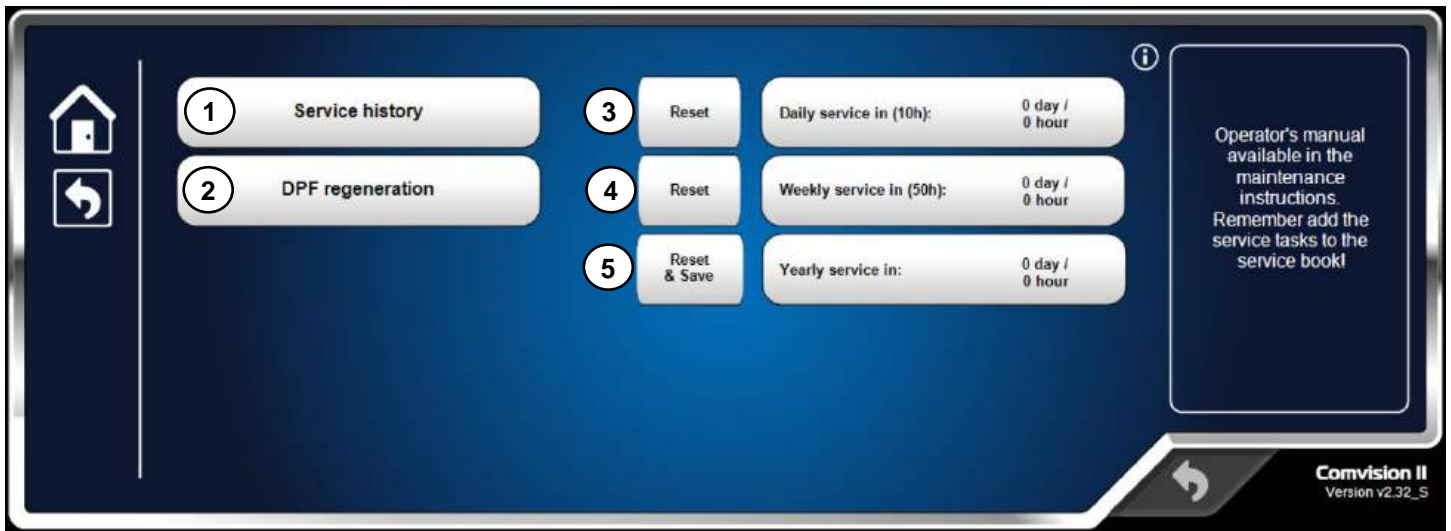 1 Service history
2 DPF regeneration
3 Reset
Daily service in (10h):
0 day /
0 hour
4 Reset
Weekly service in (50h):
0 day /
0 hour
5 Reset
& Save
Yearly service in:
0 day /
0 hour
Operator's manual
available in the
maintenance
instructions.
Remember add the
service tasks to the
service book!
Comvision II
Version v2.32_S